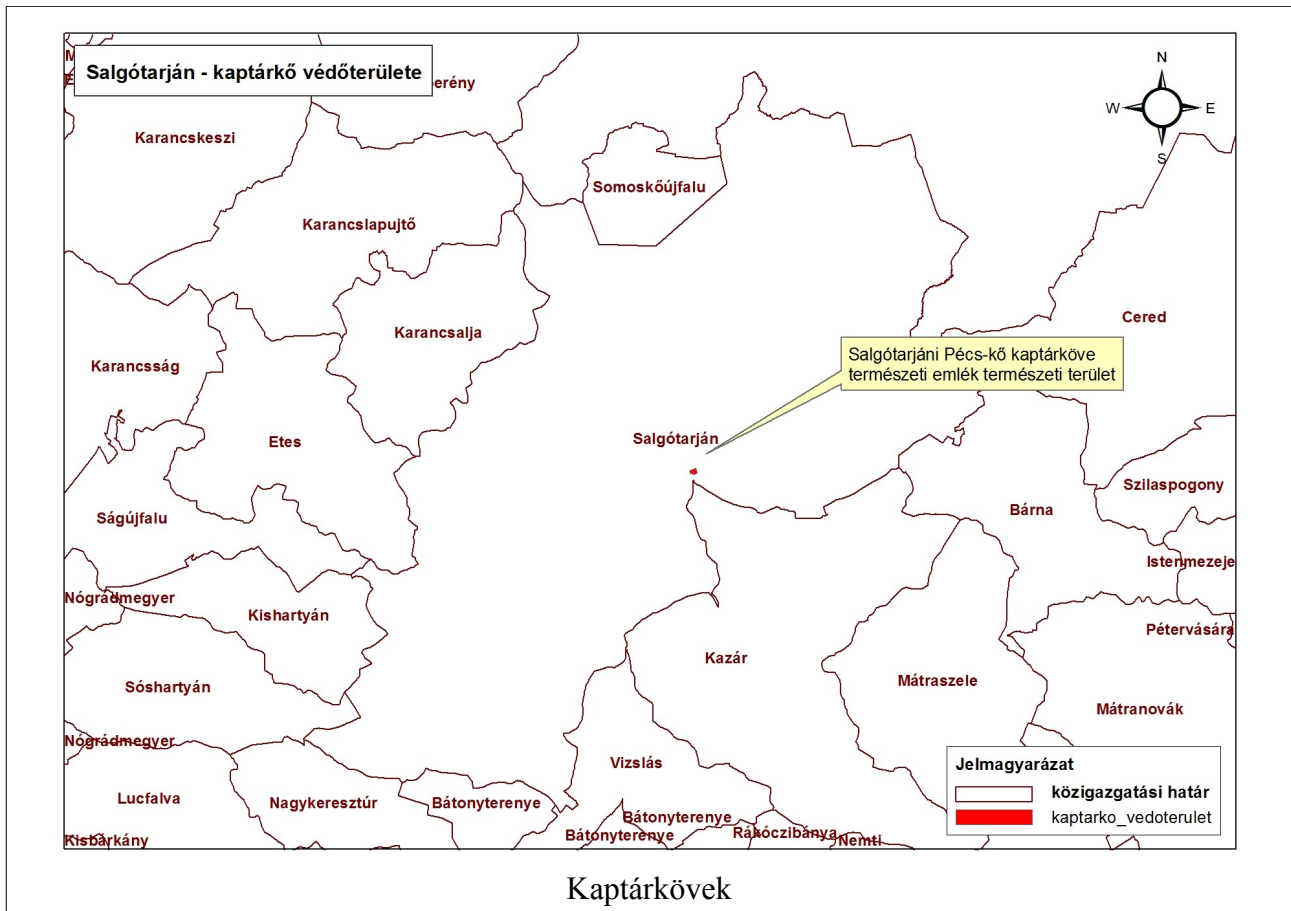 Salgótarján - kaptárkő védőterülete
erény
N
W
E
S
Karancskeszi
Somoskőújfalu
Karancslapujtő
Cered
Karancsalja
Karancsság
Salgótarjáni Pécs-kő kaptárköve
természeti emlék természeti terület
Salgótarján
Etes
Szilaspogony
Ságújfalu
Bárna
Istenmezeje
Nógrádmegyer
Kishartyán
Pétervására
Kazár
Mátraszele
Sóshartyán
Mátranovák
Nógrádmegyer
Vizslás
Jelmagyarázat
közigazgatási határ
kaptarko_vedoterulet
Lucfalva
Nagykeresztúr
Bátonyterenye
Bátonyterenye
Bátonyterenye
Rákóczibánya
Nemti
Kisbárkány
Kaptárkövek